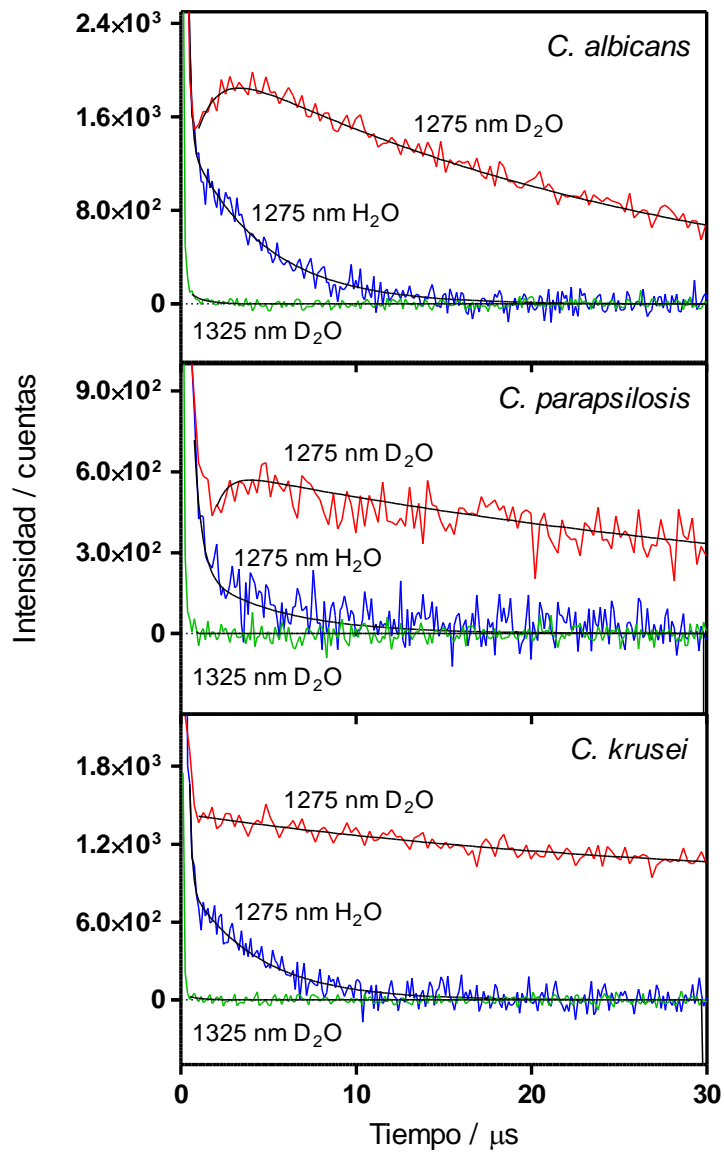 2.4×10³
C. albicans
1.6×10³
1275 nm D₂O
1275 nm H₂O
8.0×10²
0
1325 nm D₂O
Intensidad / cuentas
9.0×10²
C. parapsilosis
1275 nm D₂O
6.0×10²
1275 nm H₂O
3.0×10²
0
1325 nm D₂O
C. krusei
1.8×10³
1275 nm D₂O
1.2×10³
1275 nm H₂O
6.0×10²
0
1325 nm D₂O
0 10 20 30
Tiempo / μs